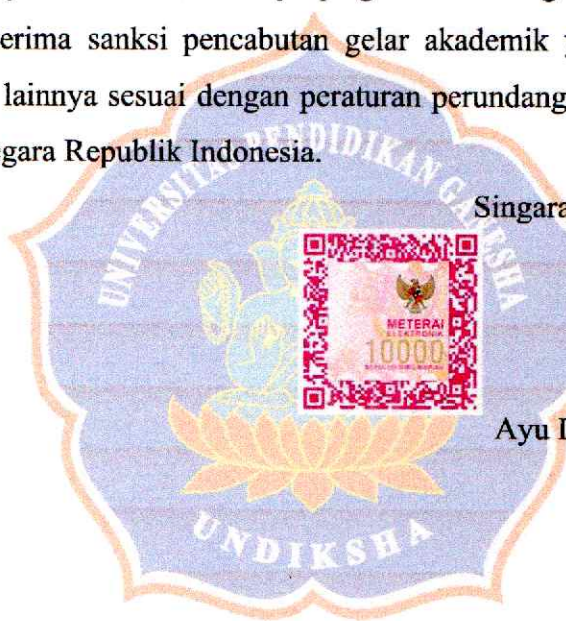 erima sanksi pencabutan gelar akademik
lainnya sesuai dengan peraturan perundang
egara Republik Indonesia.
UNIVERSITAS PENDIDIKAN GANESHA
Singara
METERAI
ELEKTRONIK
10000
Ayu
UNDIKSHA